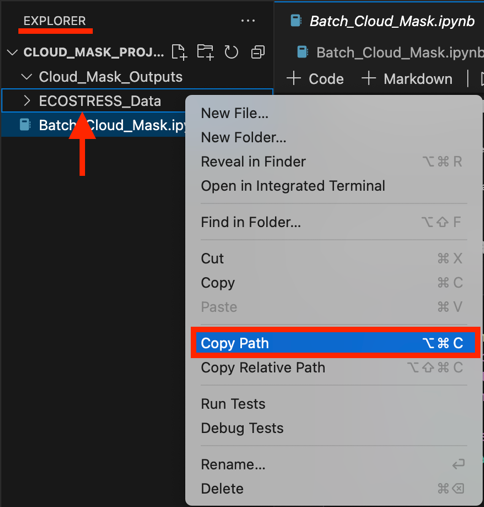 EXPLORER
...
Batch_Cloud_Mask.ipynb
CLOUD_MASK_PROJ...
Batch_Cloud_Mask.ipynb
Cloud_Mask_Outputs
+ Code + Markdown
ECOSTRESS_Data
Batch_Cloud_Mask.ipy
New File...
New Folder...
Reveal in Finder ⌥⌘R
Open in Integrated Terminal
Find in Folder... ⌥⇧F
Cut ⌘X
Copy ⌘C
Paste ⌘V
Copy Path ⌥⌘C
Copy Relative Path ⌥⇧⌘C
Run Tests
Debug Tests
Rename... ⏎
Delete ⌘⌫